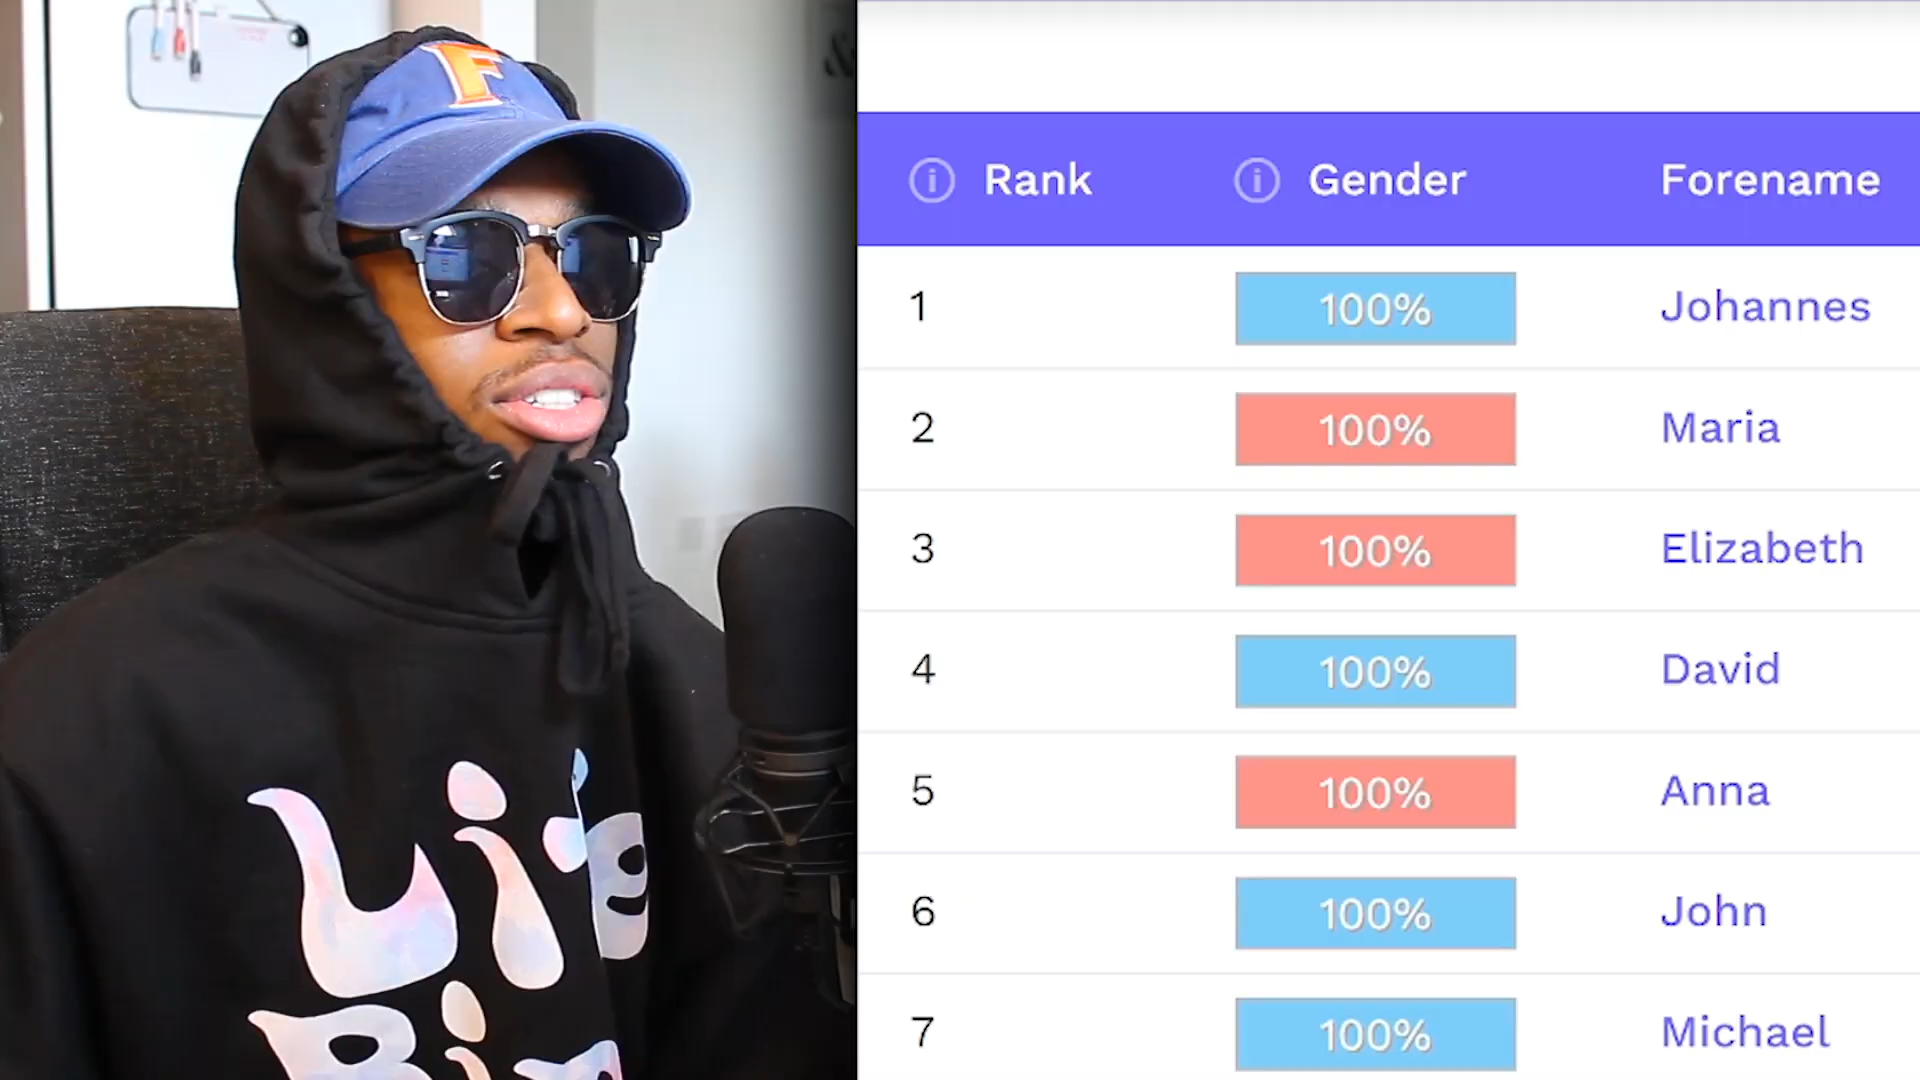 F
Lit
Rank Gender Forename
1 100% Johannes
2 100% Maria
3 100% Elizabeth
4 100% David
5 100% Anna
6 100% John
7 100% Michael